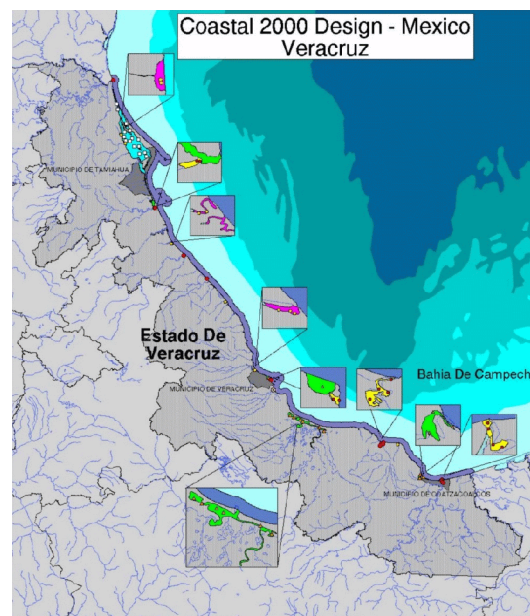 Coastal 2000 Design - Mexico
Veracruz
MUNICIPIO DE TAMIAHUA
Estado De
Veracruz
MUNICIPIO DE VERACRUZ
Bahia De Campech
MUNICIPIO DE COATZACOALCOS